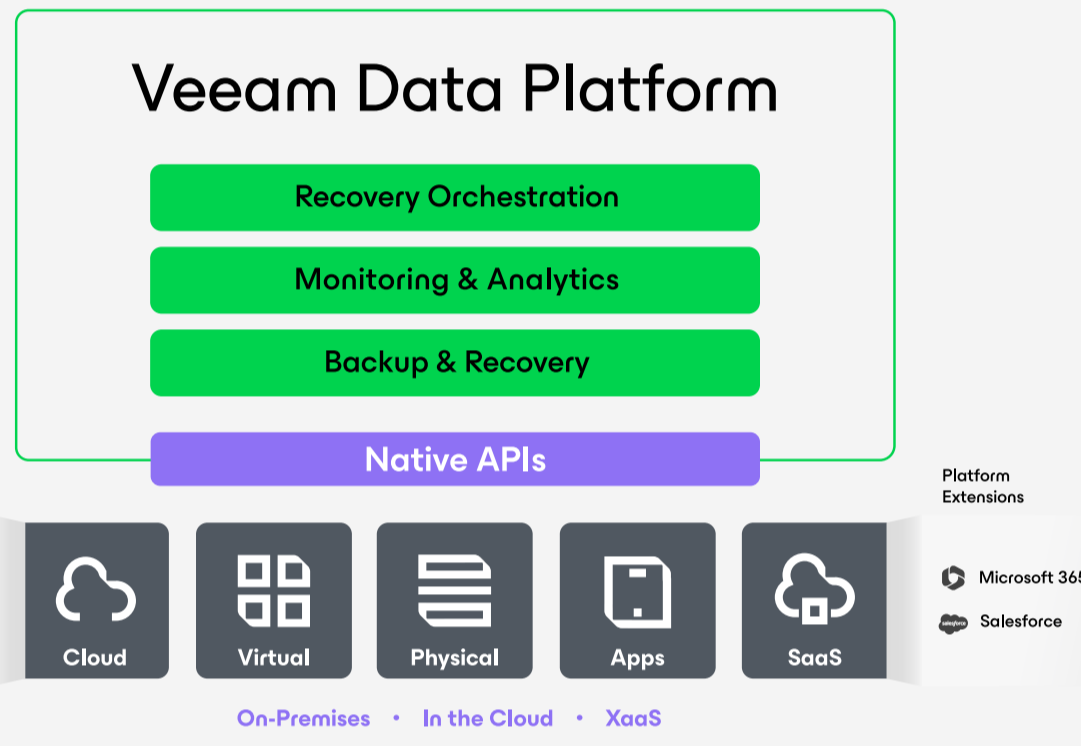 Veeam Data Platform
Recovery Orchestration
Monitoring & Analytics
Backup & Recovery
Native APIs
Platform
Extensions
Microsoft 365
salesforce
Salesforce
Cloud
Virtual
Physical
Apps
SaaS
On-Premises • In the Cloud • XaaS